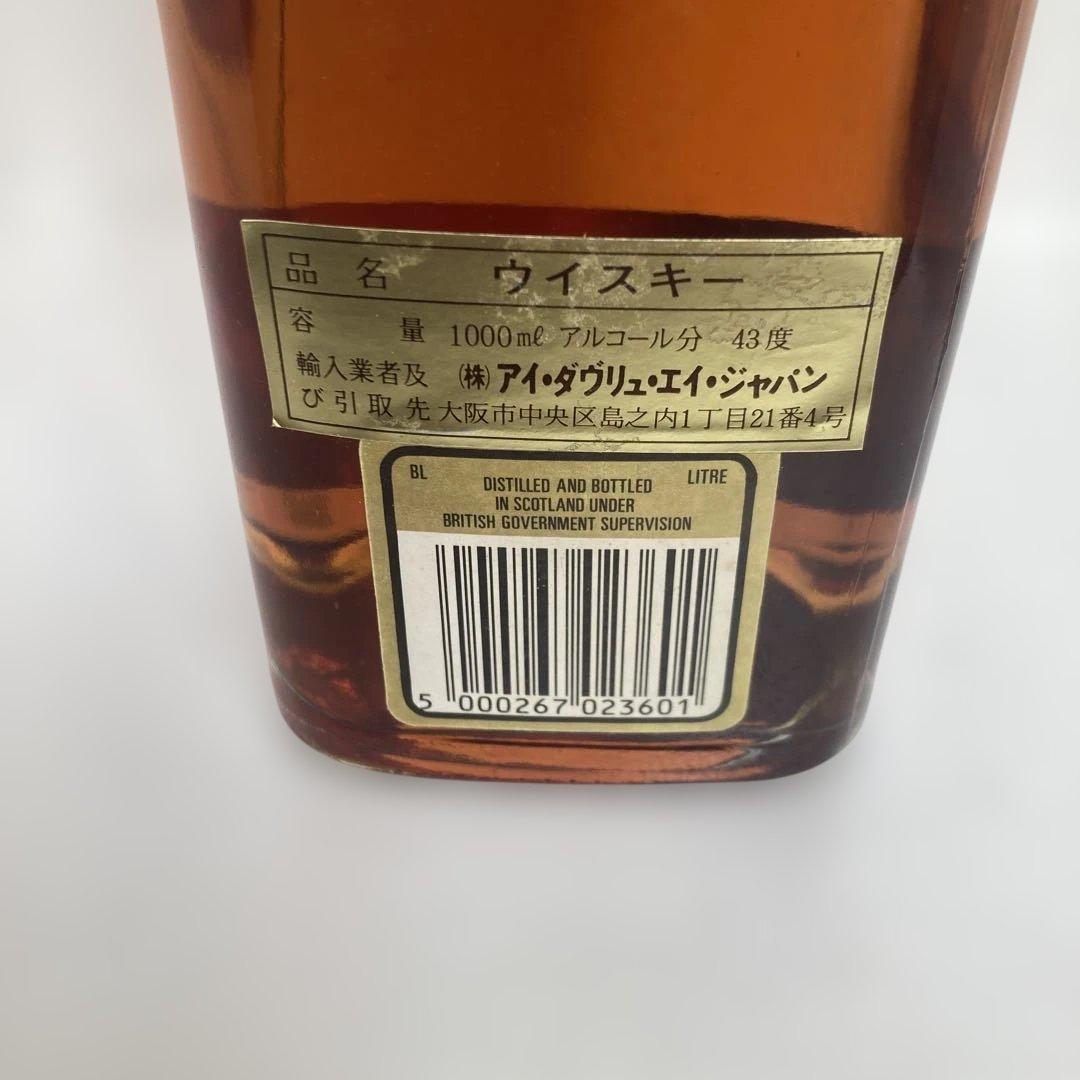 品名 ウイスキー
容量 1000mℓ アルコール分 43度
輸入業者及 (株)アイ・ダヴリュ・エイ・ジャパン
び引取先 大阪市中央区島之内1丁目21番4号
BL LITRE
DISTILLED AND BOTTLED
IN SCOTLAND UNDER
BRITISH GOVERNMENT SUPERVISION
5 000267 023601